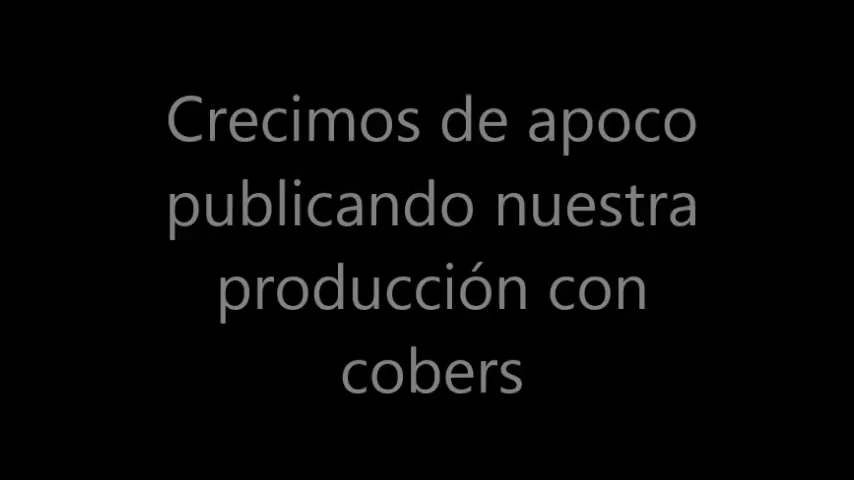 Crecimos de apoco
publicando nuestra
producción con
cobers